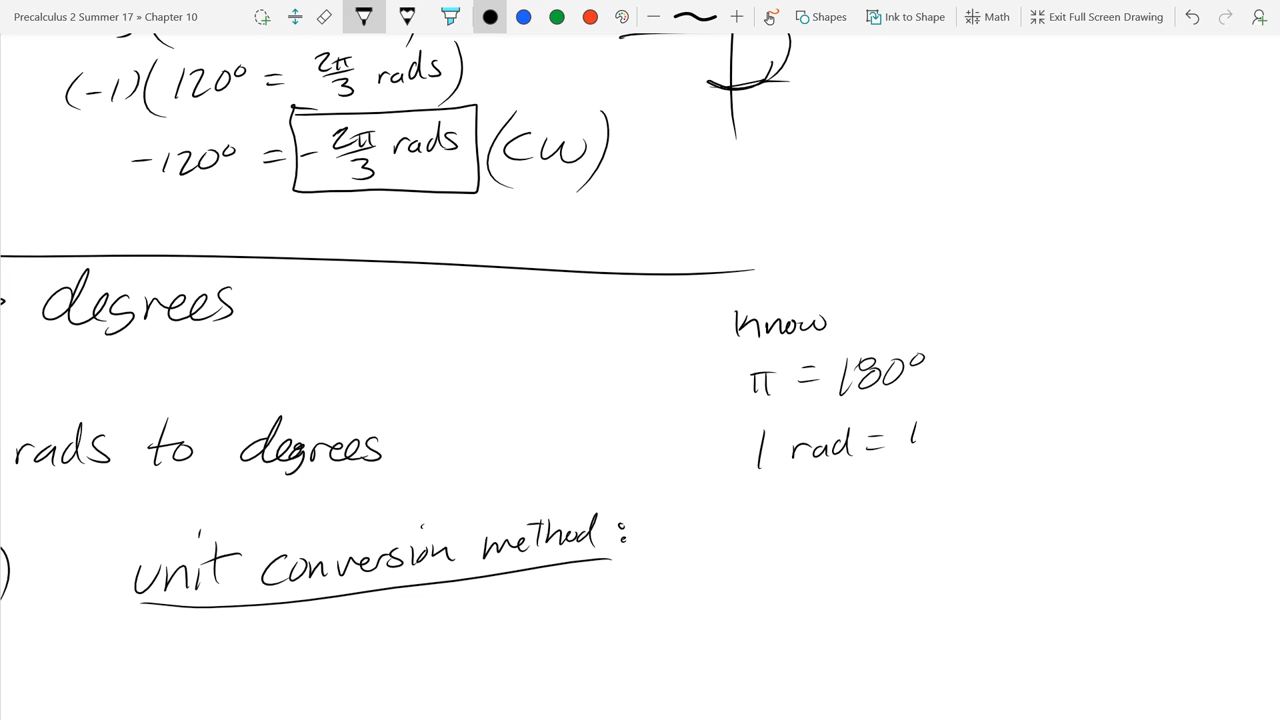 Precalculus 2 Summer 17 » Chapter 10
Shapes
Ink to Shape
Math
Exit Full Screen Drawing
(-1)(120° = 2π/3 rads)
-120° = -2π/3 rads (CW)
degrees
know
π = 180°
rads to degrees
1 rad = 1
unit conversion method: